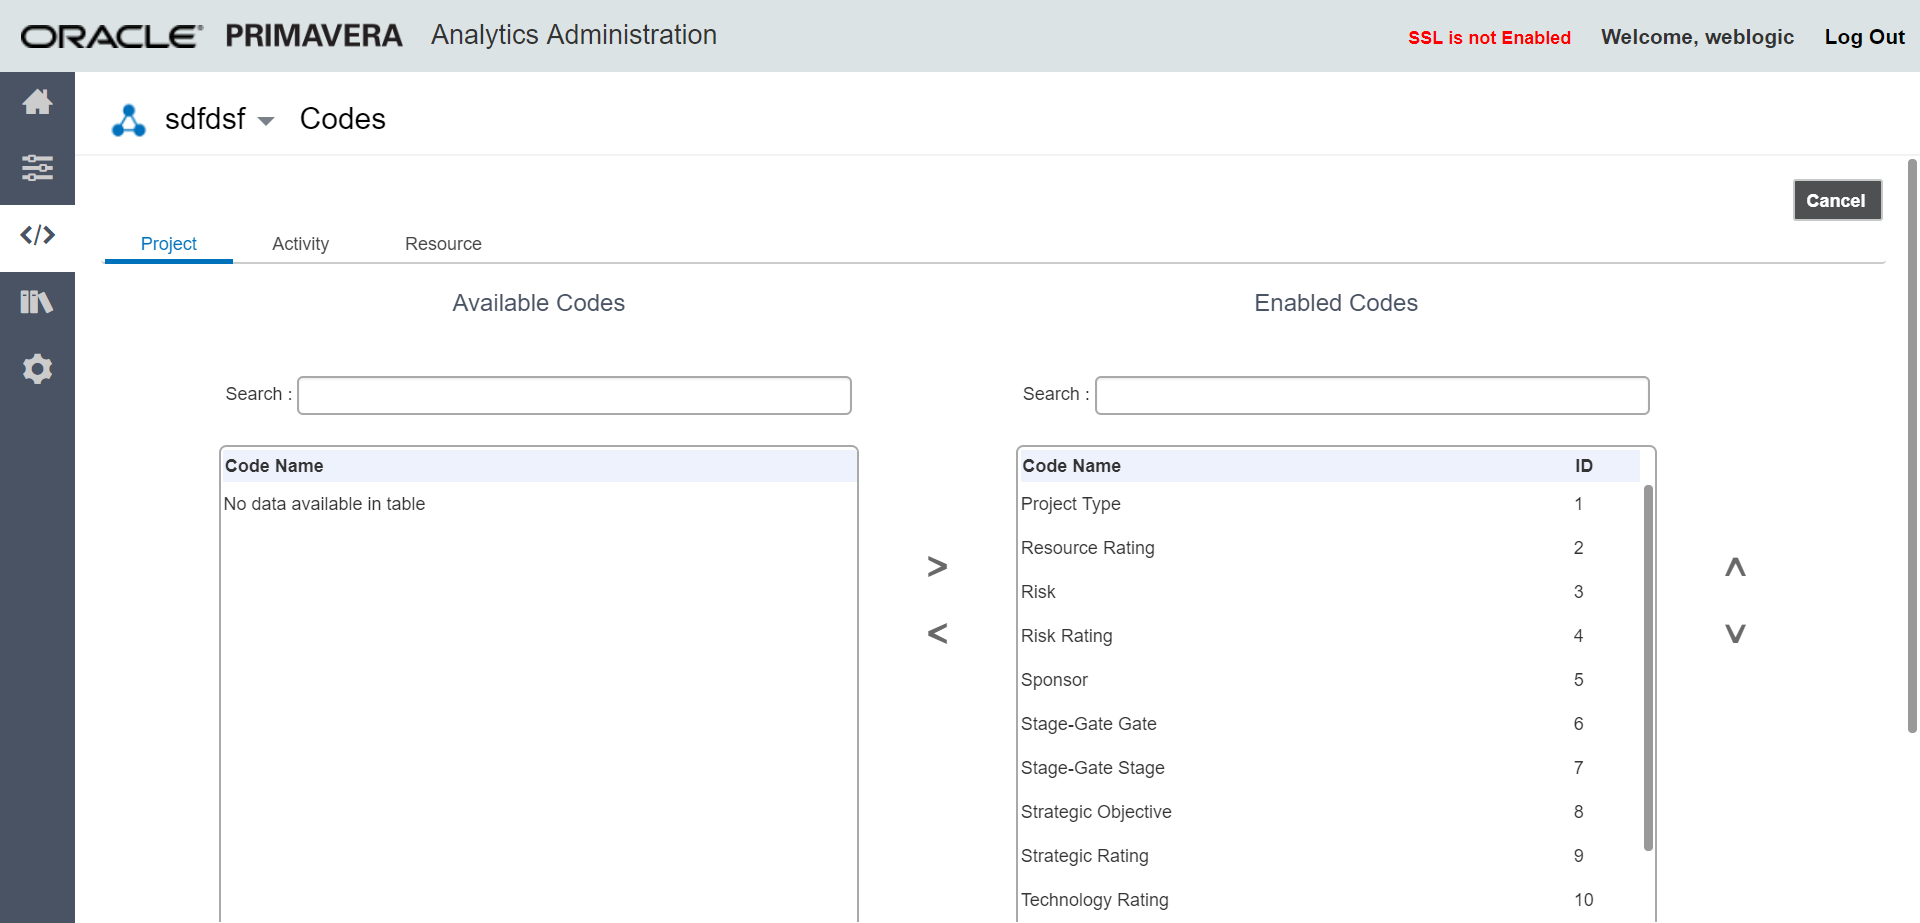 ORACLE® PRIMAVERA Analytics Administration SSL is not Enabled Welcome, weblogic Log Out
sdfdsf Codes
Cancel
Project Activity Resource
Available Codes Enabled Codes
Search : Search :
Code Name Code Name ID
No data available in table Project Type 1
Resource Rating 2
Risk 3
Risk Rating 4
Sponsor 5
Stage-Gate Gate 6
Stage-Gate Stage 7
Strategic Objective 8
Strategic Rating 9
Technology Rating 10